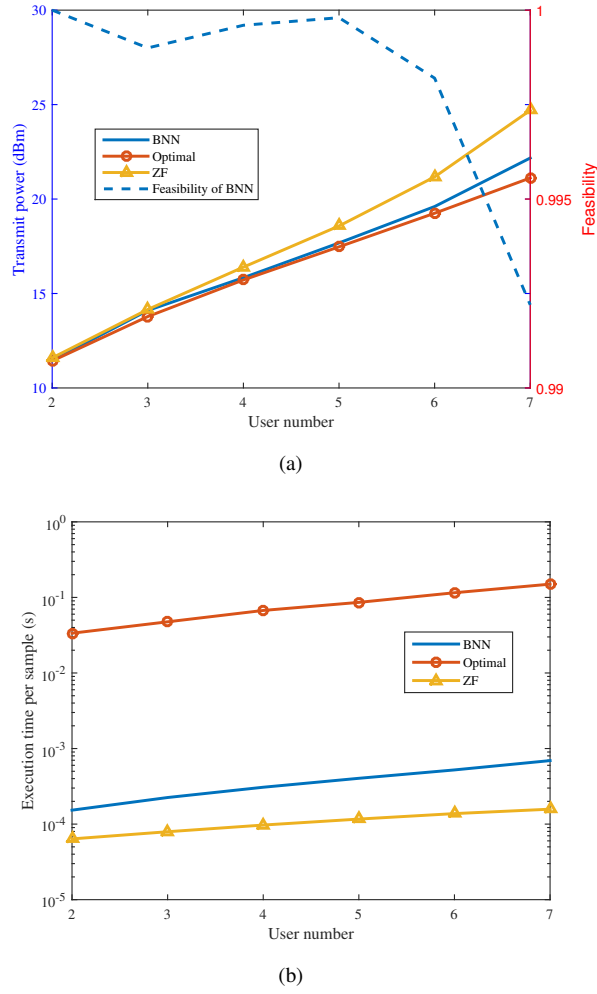 30
25
20
15
10
Transmit power (dBm)
1
0.995
0.99
Feasibility
BNN
Optimal
ZF
Feasibility of BNN
2 3 4 5 6 7
User number
(a)
10^0
10^-1
10^-2
10^-3
10^-4
10^-5
Execution time per sample (s)
BNN
Optimal
ZF
2 3 4 5 6 7
User number
(b)